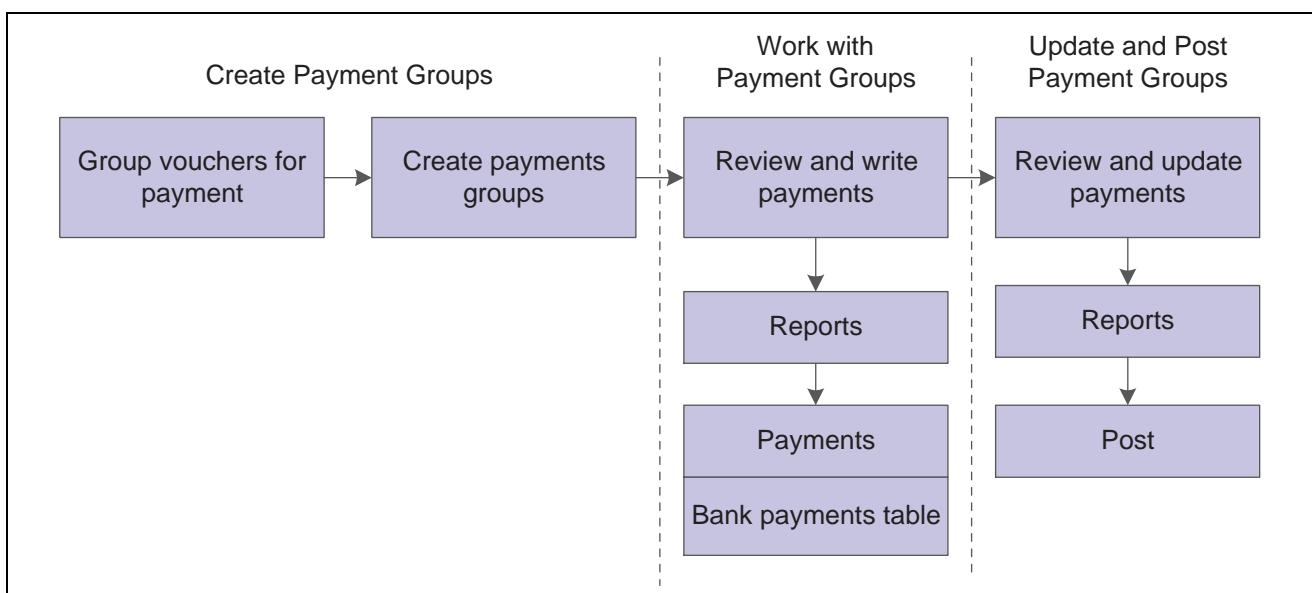 Create Payment Groups
Work with
Payment Groups
Update and Post
Payment Groups
Group vouchers for
payment
Create payments
groups
Review and write
payments
Review and update
payments
Reports
Reports
Payments
Post
Bank payments table